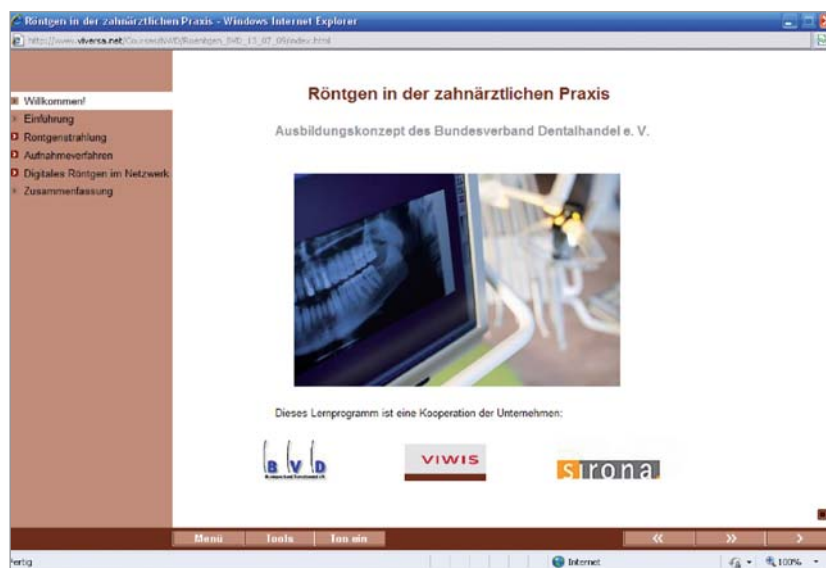 Röntgen in der zahnärztlichen Praxis - Windows Internet Explorer
Willkommen!
Einführung
Röntgenstrahlung
Aufnahmeverfahren
Digitales Röntgen im Netzwerk
Zusammenfassung
Röntgen in der zahnärztlichen Praxis
Ausbildungskonzept des Bundesverband Dentalhandel e. V.
Dieses Lernprogramm ist eine Kooperation der Unternehmen:
B V D
Bundesverband Dentalhandel e.V.
VIWIS
sirona.
Menü Tools Ton ein « » >
Fertig Internet 100%